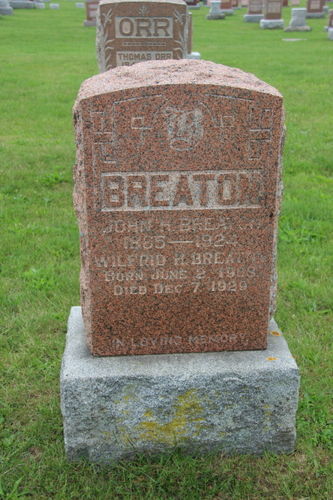 ORR
THOMAS ORR
BREATON
JOHN H. BREATON
1865 — 1924
WILFRID H. BREATON
BORN JUNE 2, 1909
DIED DEC. 7, 1929
IN LOVING MEMORY